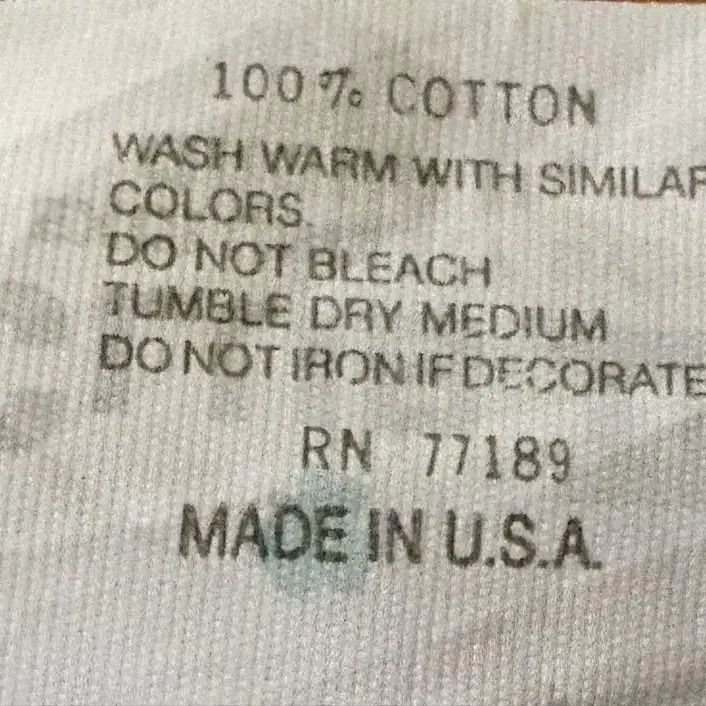 100% COTTON
WASH WARM WITH SIMILAR
COLORS.
DO NOT BLEACH
TUMBLE DRY MEDIUM
DO NOT IRON IF DECORATE
RN 77189
MADE IN U.S.A.